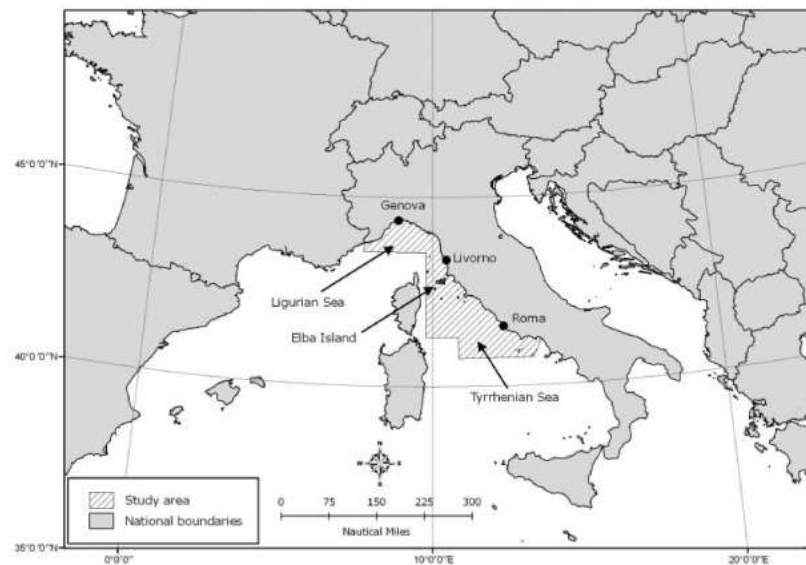 45°0'0"N
Genova
Livorno
Ligurian Sea
Elba Island
Roma
40°0'0"N
Tyrrhenian Sea
N
W
E
S
Study area
National boundaries
0 75 150 230 300
Nautical Miles
35°0'0"N
0°0'0"
10°0'0"E
20°0'0"E